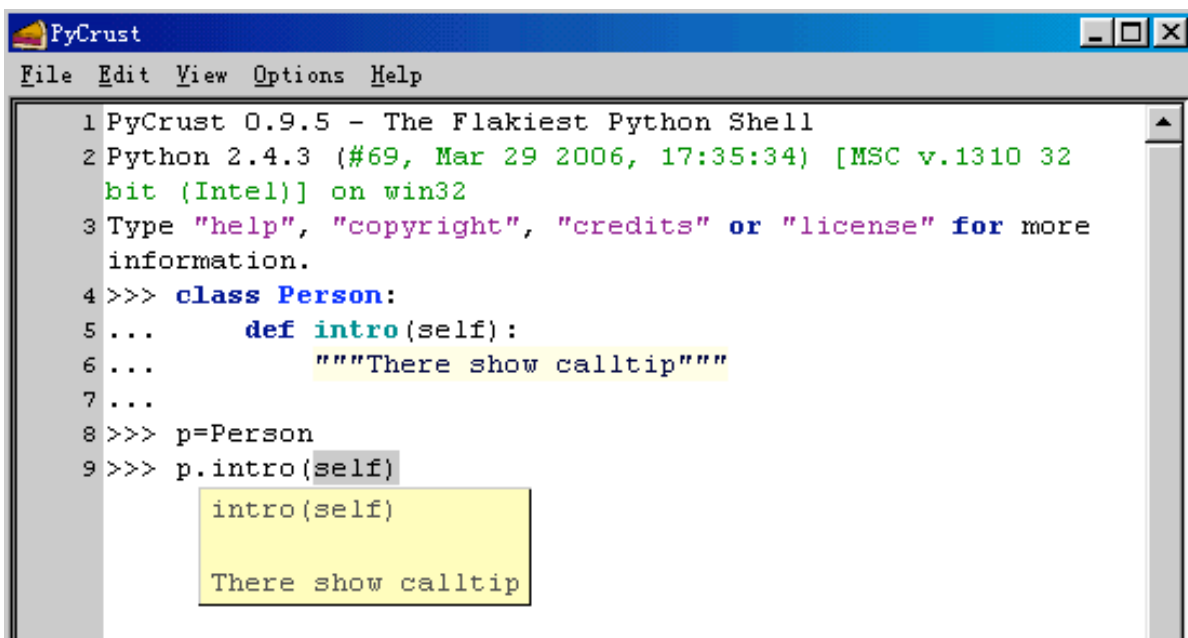 PyCrust
File Edit View Options Help
1 PyCrust 0.9.5 - The Flakiest Python Shell
2 Python 2.4.3 (#69, Mar 29 2006, 17:35:34) [MSC v.1310 32
bit (Intel)] on win32
3 Type "help", "copyright", "credits" or "license" for more
information.
4 >>> class Person:
5 ...     def intro(self):
6 ...         """There show calltip"""
7 ...
8 >>> p=Person
9 >>> p.intro(self)
intro(self)
There show calltip